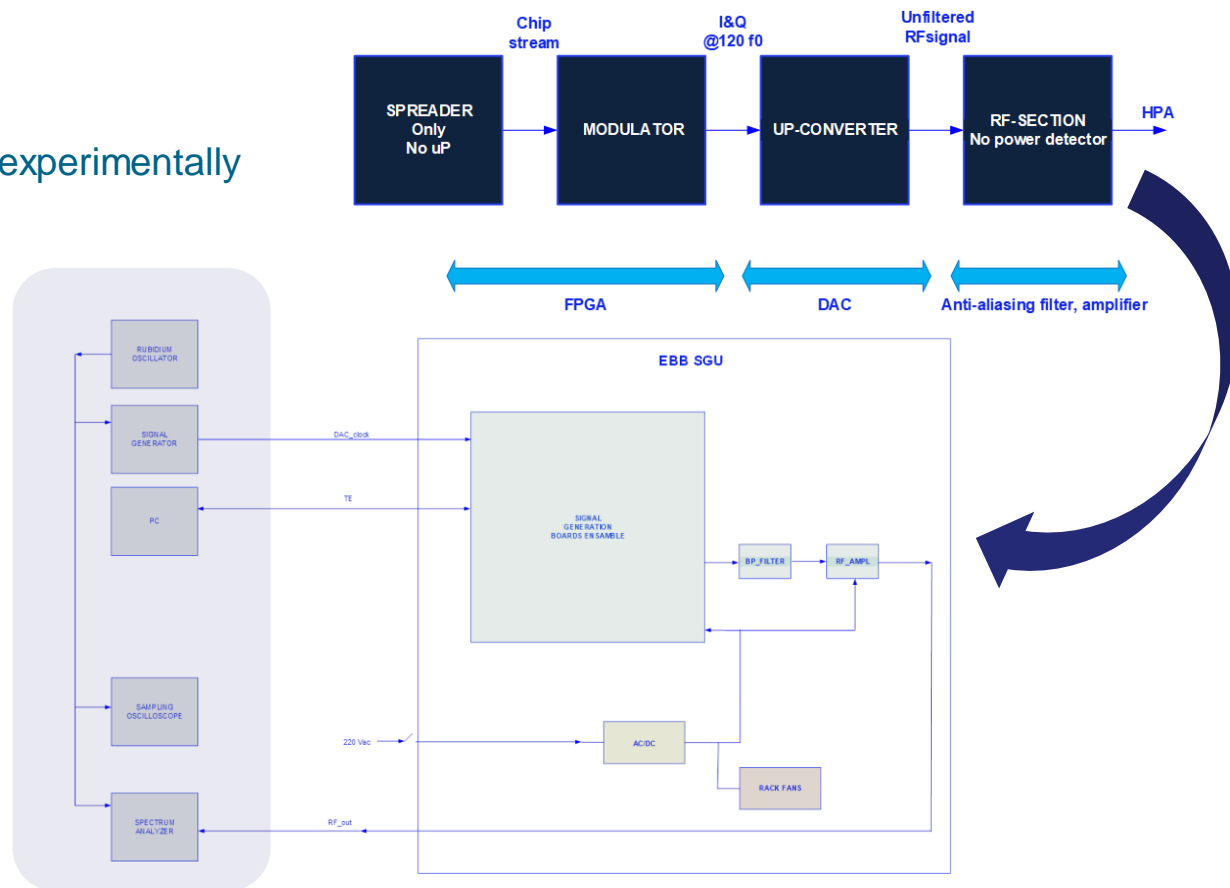 experimentally
Chip
stream
I&Q
@120 f0
Unfiltered
RFsignal
SPREADER
Only
No uP
MODULATOR
UP-CONVERTER
RF-SECTION
No power detector
HPA
FPGA
DAC
Anti-aliasing filter, amplifier
EBB SGU
RUBIDIUM
OSCILLATOR
SIGNAL
GENERATOR
DAC_clock
PC
TE
SIGNAL
GENERATION
BOARDS ENSAMBLE
BP_FILTER
RF_AMPL
SAMPLING
OSCILLOSCOPE
220 Vac
AC/DC
RACK FANS
SPECTRUM
ANALYZER
RF_out